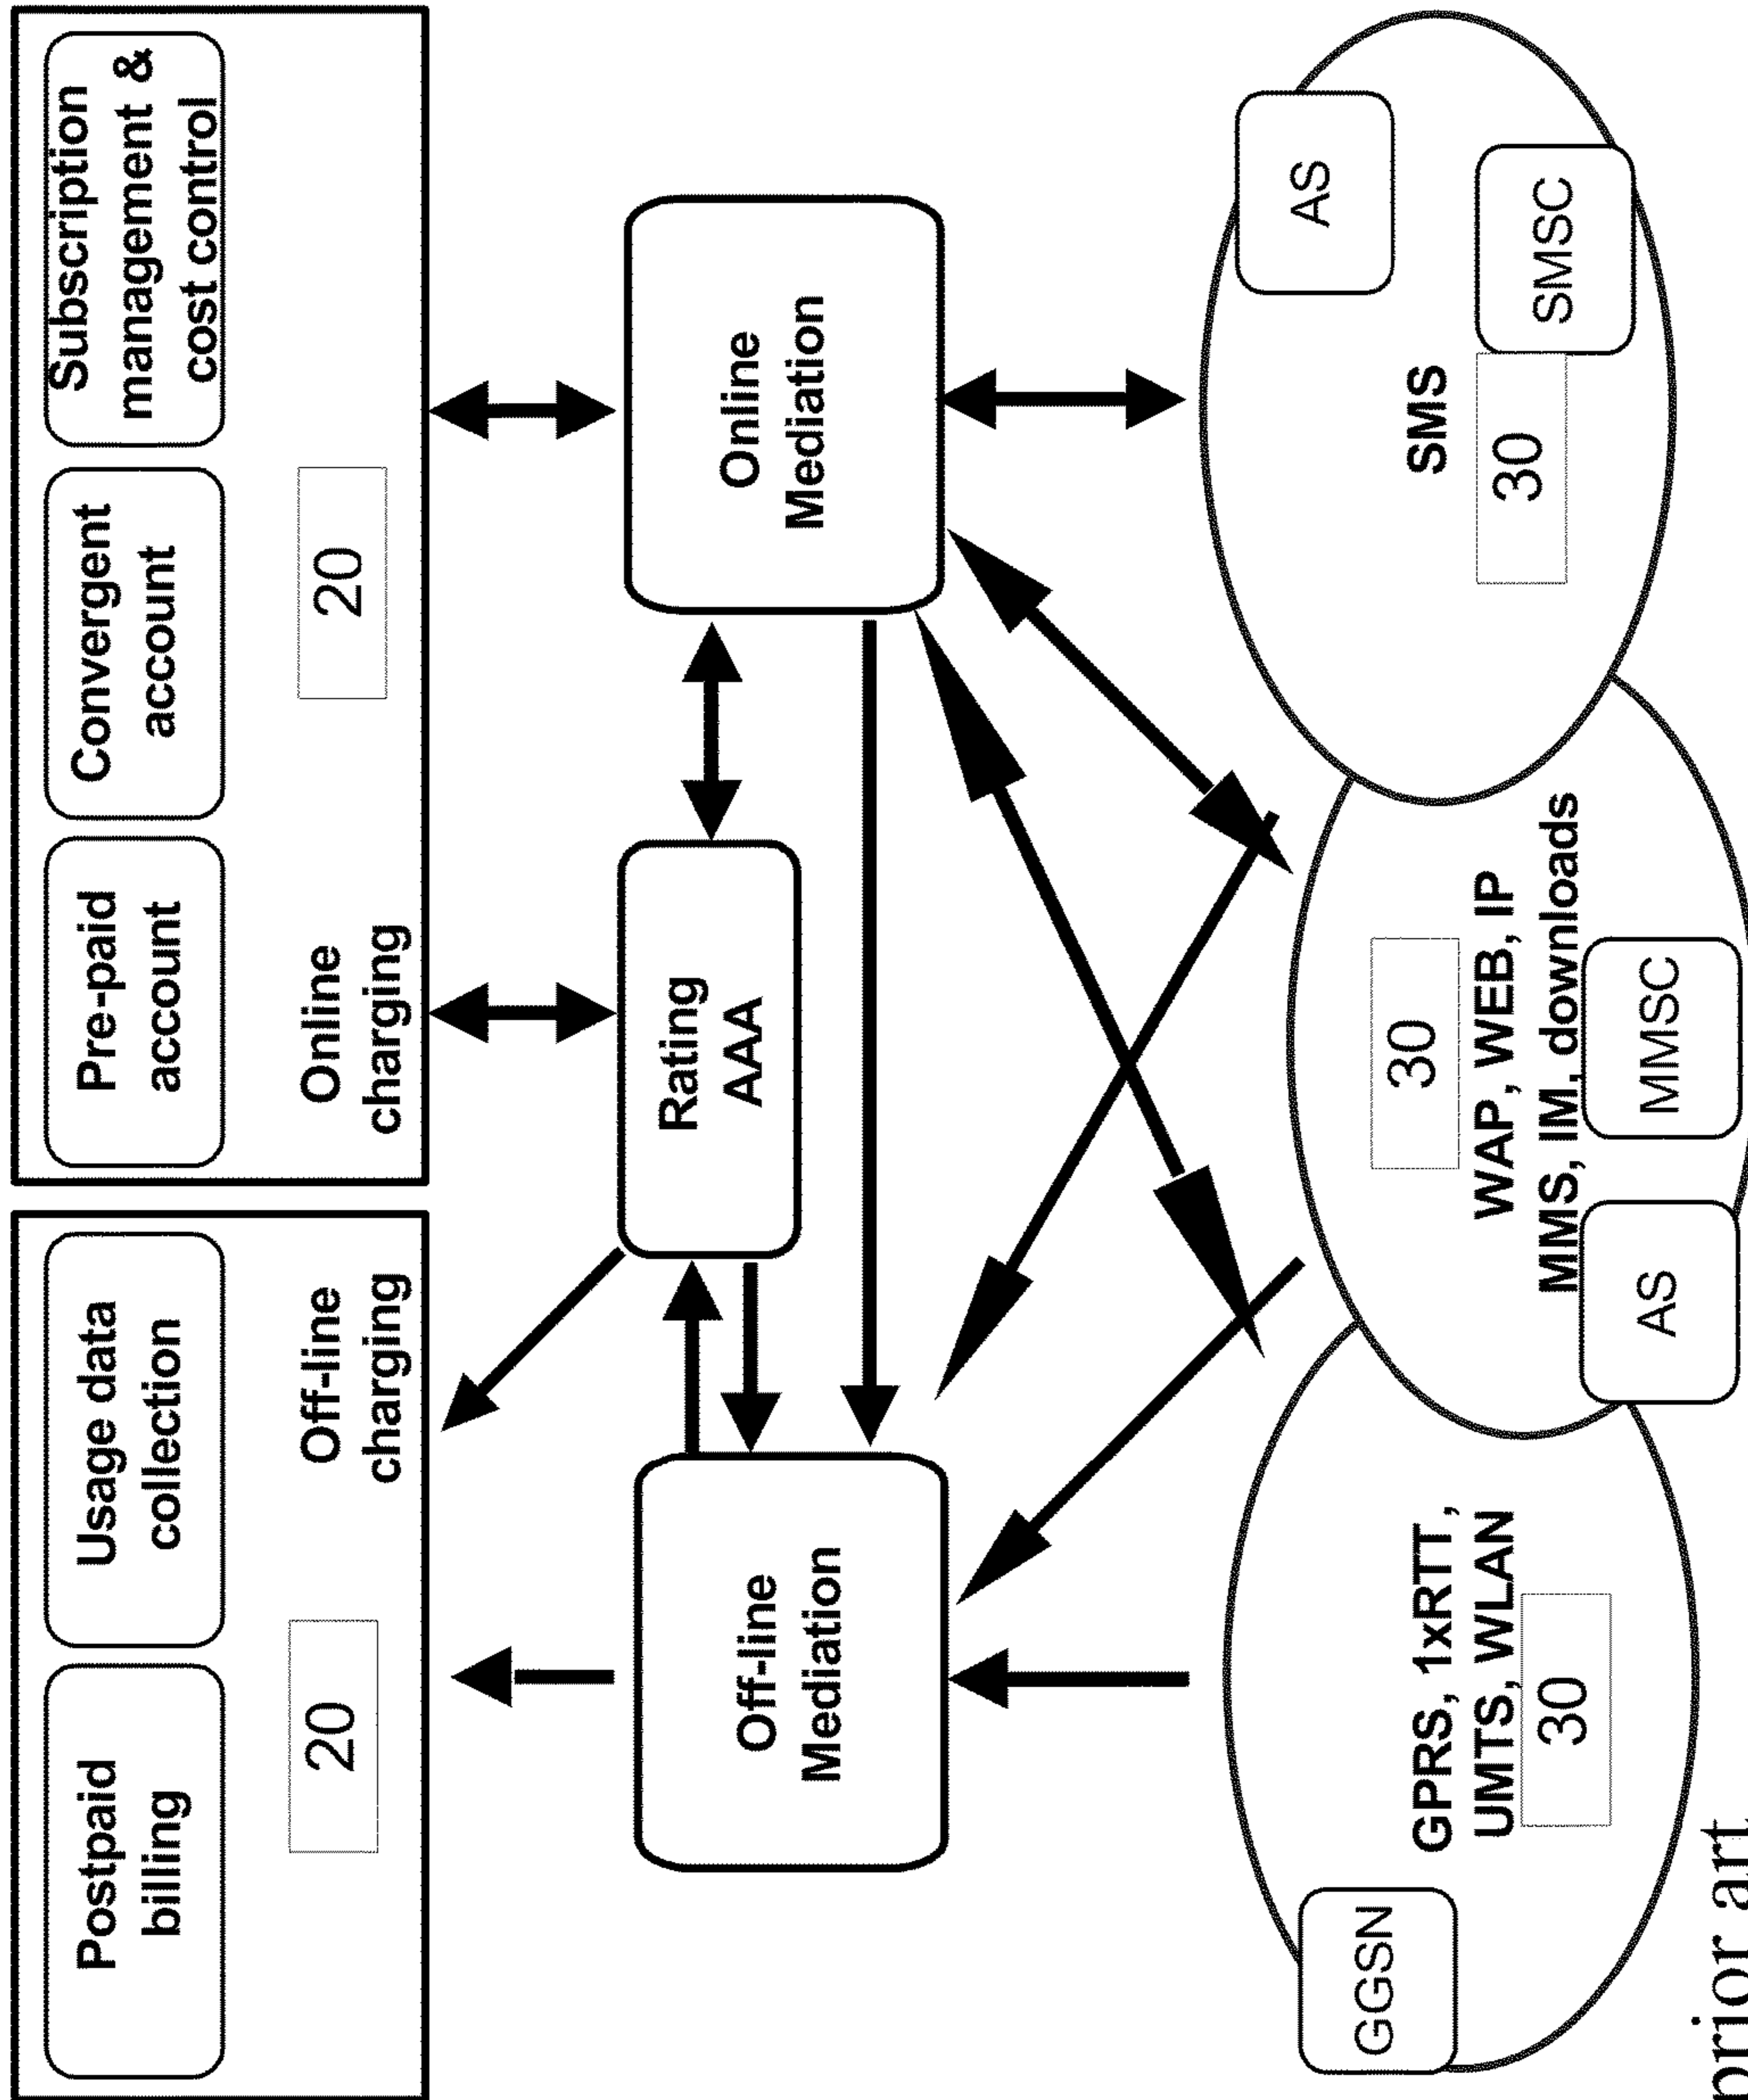 Postpaid
billing
Usage data
collection
20
Off-line
charging
Pre-paid
account
Convergent
account
Subscription
management &
cost control
Online
charging
20
Off-line
Mediation
Rating
AAA
Online
Mediation
GGSN
GPRS, 1xRTT,
UMTS, WLAN
30
30
WAP, WEB, IP
MMS, IM, downloads
AS
MMSC
SMS
30
AS
SMSC
prior art